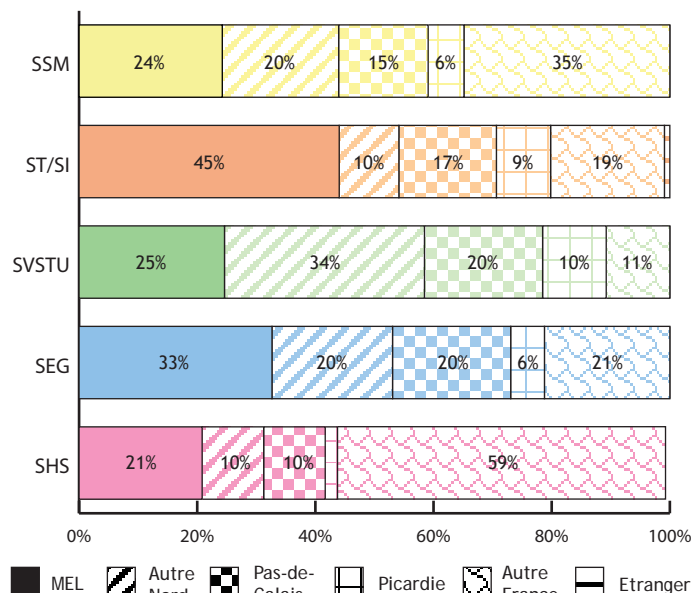 SSM 24% 20% 15% 6% 35%
ST/SI 45% 10% 17% 9% 19%
SVSTU 25% 34% 20% 10% 11%
SEG 33% 20% 20% 6% 21%
SHS 21% 10% 10% 59%
0% 20% 40% 60% 80% 100%
MEL Autre Pas-de- Picardie Autre Etranger